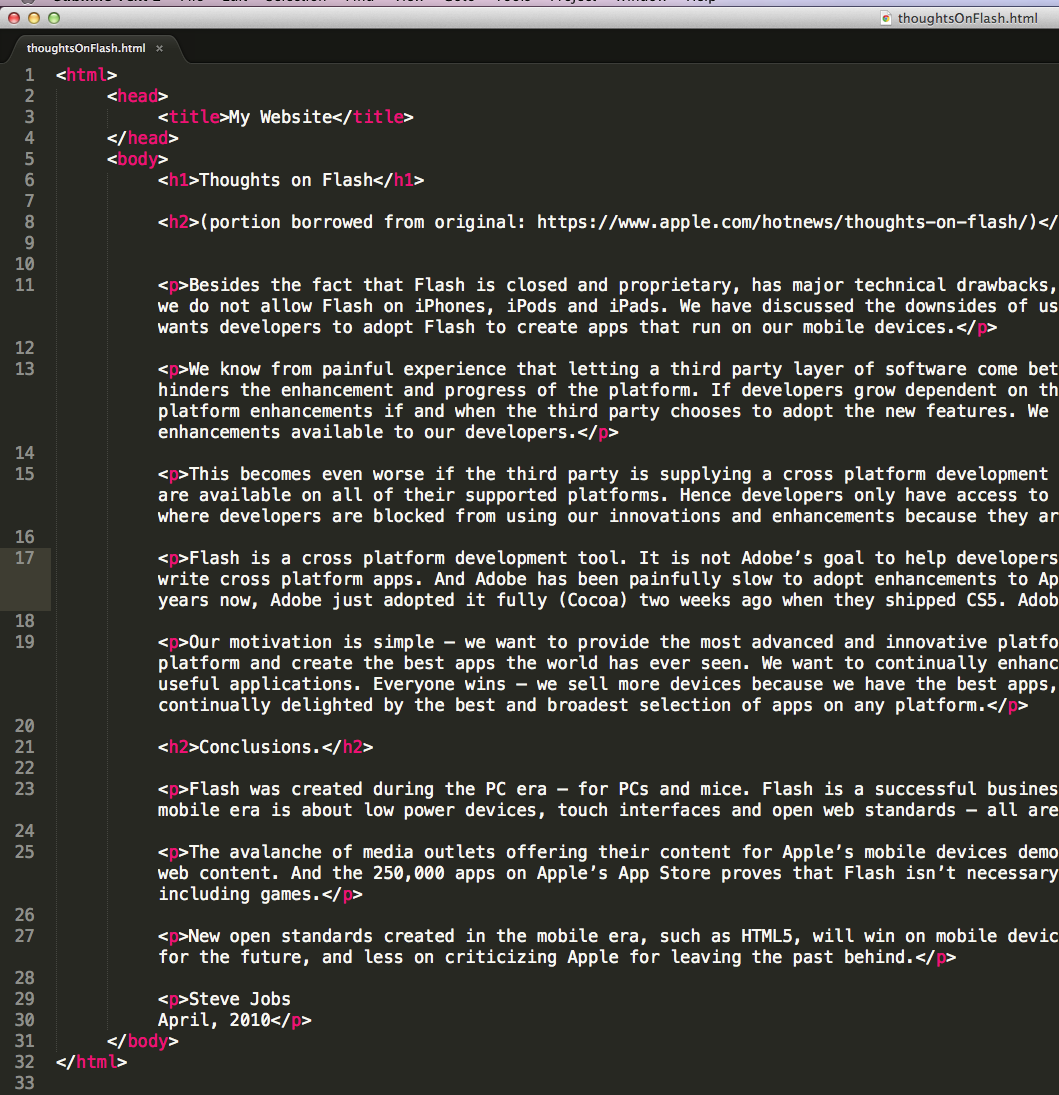 thoughtsOnFlash.html
thoughtsOnFlash.html ×
1 <html>
2 <head>
3 <title>My Website</title>
4 </head>
5 <body>
6 <h1>Thoughts on Flash</h1>
7
8 <h2>(portion borrowed from original: https://www.apple.com/hotnews/thoughts-on-flash/)</
9
10
11 <p>Besides the fact that Flash is closed and proprietary, has major technical drawbacks,
we do not allow Flash on iPhones, iPods and iPads. We have discussed the downsides of us
wants developers to adopt Flash to create apps that run on our mobile devices.</p>
12
13 <p>We know from painful experience that letting a third party layer of software come bet
hinders the enhancement and progress of the platform. If developers grow dependent on th
platform enhancements if and when the third party chooses to adopt the new features. We
enhancements available to our developers.</p>
14
15 <p>This becomes even worse if the third party is supplying a cross platform development
are available on all of their supported platforms. Hence developers only have access to
where developers are blocked from using our innovations and enhancements because they ar
16
17 <p>Flash is a cross platform development tool. It is not Adobe’s goal to help developers
write cross platform apps. And Adobe has been painfully slow to adopt enhancements to Ap
years now, Adobe just adopted it fully (Cocoa) two weeks ago when they shipped CS5. Adob
18
19 <p>Our motivation is simple – we want to provide the most advanced and innovative platfo
platform and create the best apps the world has ever seen. We want to continually enhanc
useful applications. Everyone wins – we sell more devices because we have the best apps,
continually delighted by the best and broadest selection of apps on any platform.</p>
20
21 <h2>Conclusions.</h2>
22
23 <p>Flash was created during the PC era – for PCs and mice. Flash is a successful busines
mobile era is about low power devices, touch interfaces and open web standards – all are
24
25 <p>The avalanche of media outlets offering their content for Apple’s mobile devices demo
web content. And the 250,000 apps on Apple’s App Store proves that Flash isn’t necessary
including games.</p>
26
27 <p>New open standards created in the mobile era, such as HTML5, will win on mobile devic
for the future, and less on criticizing Apple for leaving the past behind.</p>
28
29 <p>Steve Jobs
30 April, 2010</p>
31 </body>
32 </html>
33